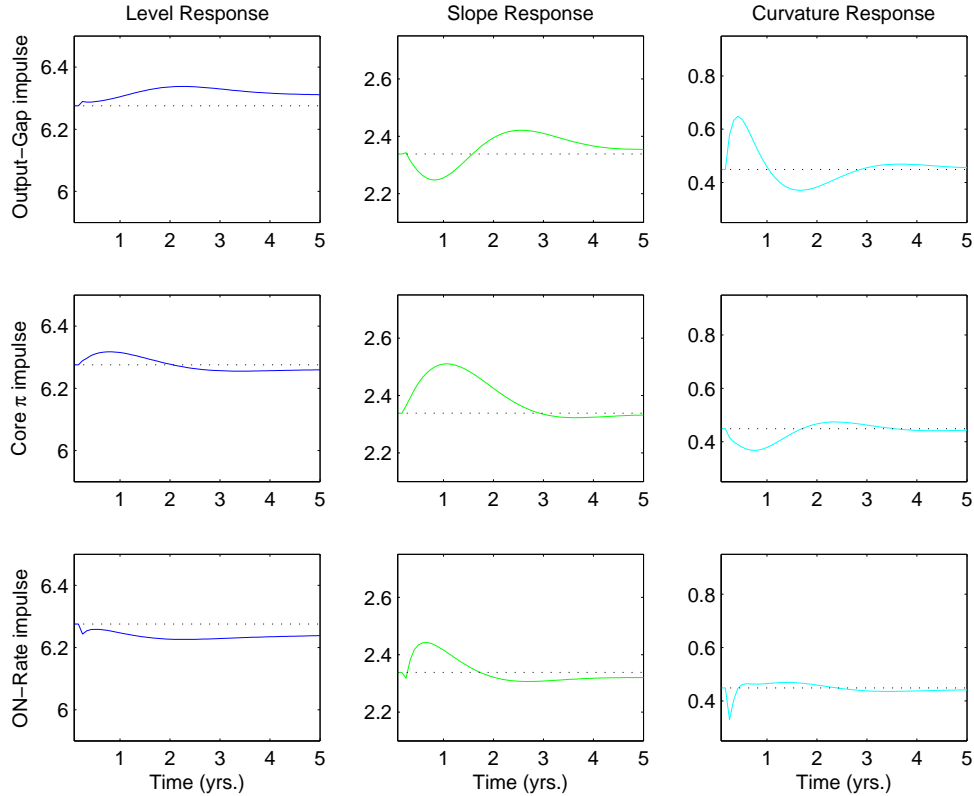 Level Response Slope Response Curvature Response
Output−Gap impulse
6.4
6.2
6
1 2 3 4 5
2.6
2.4
2.2
1 2 3 4 5
0.8
0.6
0.4
1 2 3 4 5
Core π impulse
6.4
6.2
6
1 2 3 4 5
2.6
2.4
2.2
1 2 3 4 5
0.8
0.6
0.4
1 2 3 4 5
ON−Rate impulse
6.4
6.2
6
1 2 3 4 5
Time (yrs.)
2.6
2.4
2.2
1 2 3 4 5
Time (yrs.)
0.8
0.6
0.4
1 2 3 4 5
Time (yrs.)